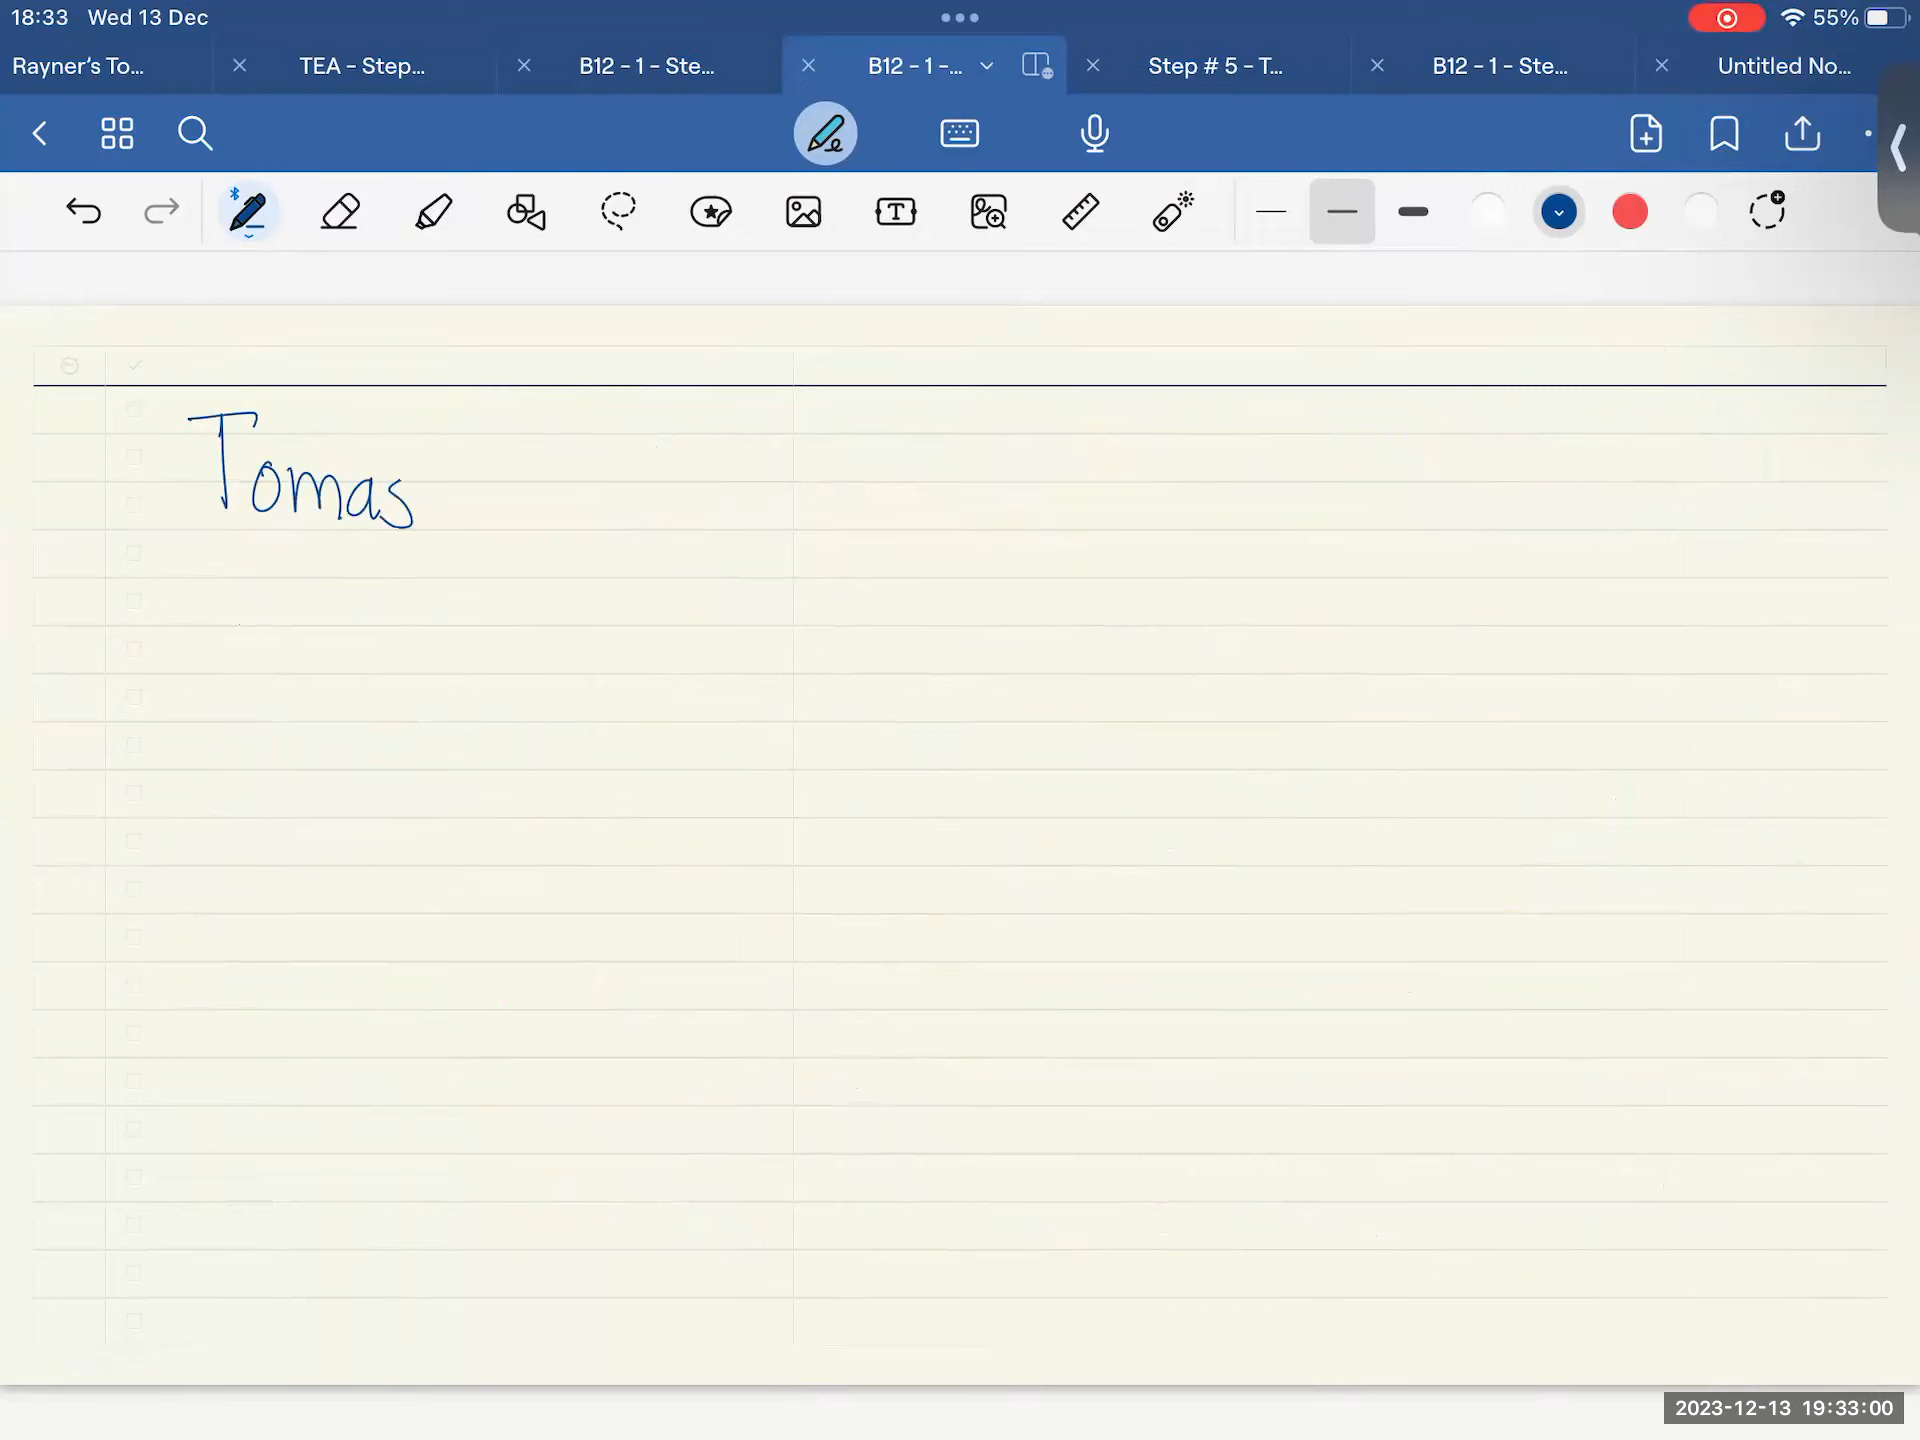 18:33 Wed 13 Dec
55%
Rayner's To...
TEA - Step...
B12 - 1 - Ste...
B12 - 1 -...
Step # 5 - T...
B12 - 1 - Ste...
Untitled No...
Tomas
2023-12-13 19:33:00